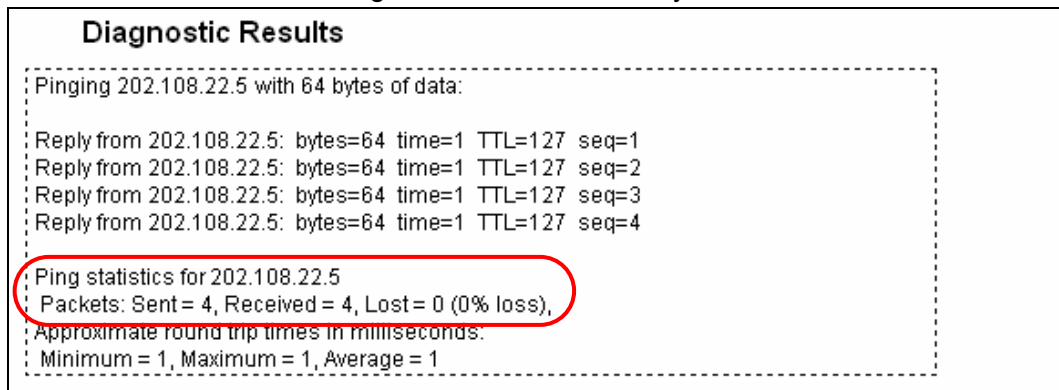 Diagnostic Results
Pinging 202.108.22.5 with 64 bytes of data:
Reply from 202.108.22.5: bytes=64 time=1 TTL=127 seq=1
Reply from 202.108.22.5: bytes=64 time=1 TTL=127 seq=2
Reply from 202.108.22.5: bytes=64 time=1 TTL=127 seq=3
Reply from 202.108.22.5: bytes=64 time=1 TTL=127 seq=4
Ping statistics for 202.108.22.5
Packets: Sent = 4, Received = 4, Lost = 0 (0% loss),
Approximate round trip times in milliseconds:
Minimum = 1, Maximum = 1, Average = 1